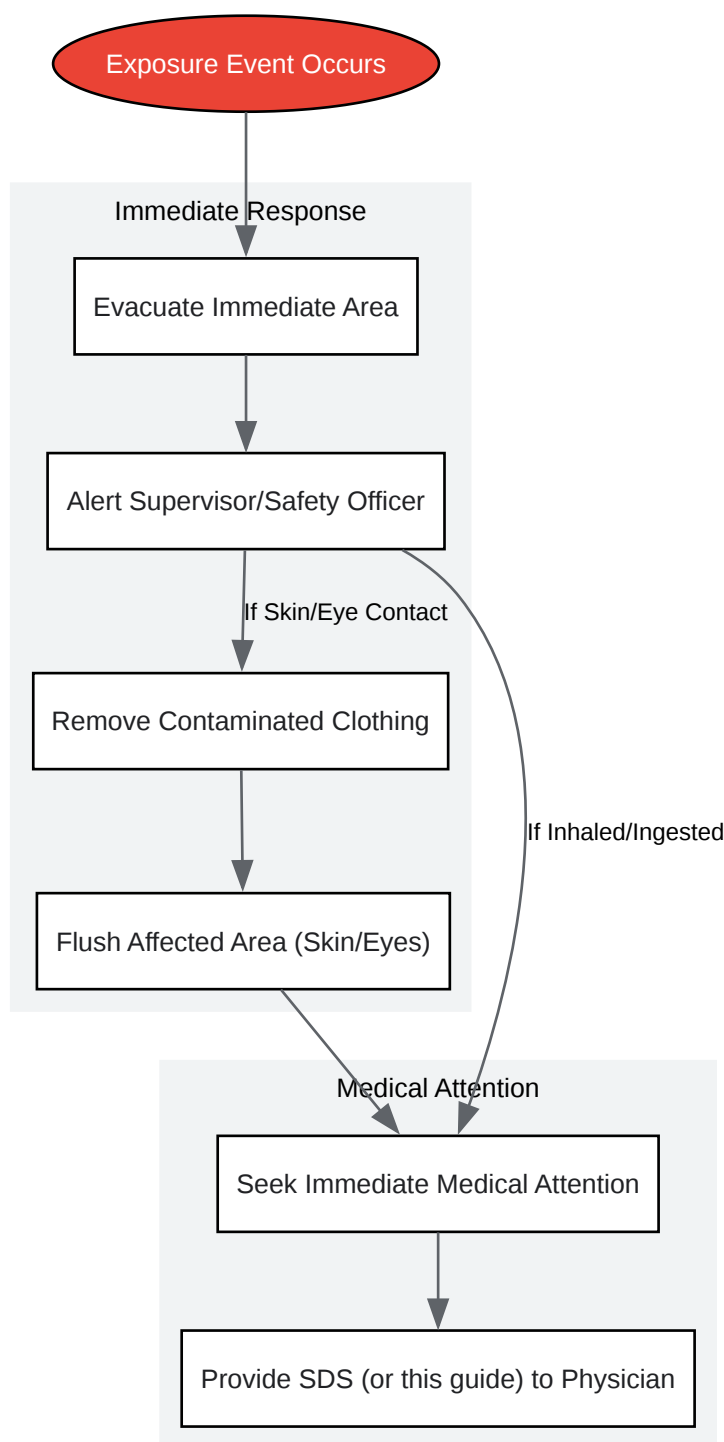 Exposure Event Occurs
Immediate Response
Evacuate Immediate Area
Alert Supervisor/Safety Officer
If Skin/Eye Contact
Remove Contaminated Clothing
If Inhaled/Ingested
Flush Affected Area (Skin/Eyes)
Medical Attention
Seek Immediate Medical Attention
Provide SDS (or this guide) to Physician